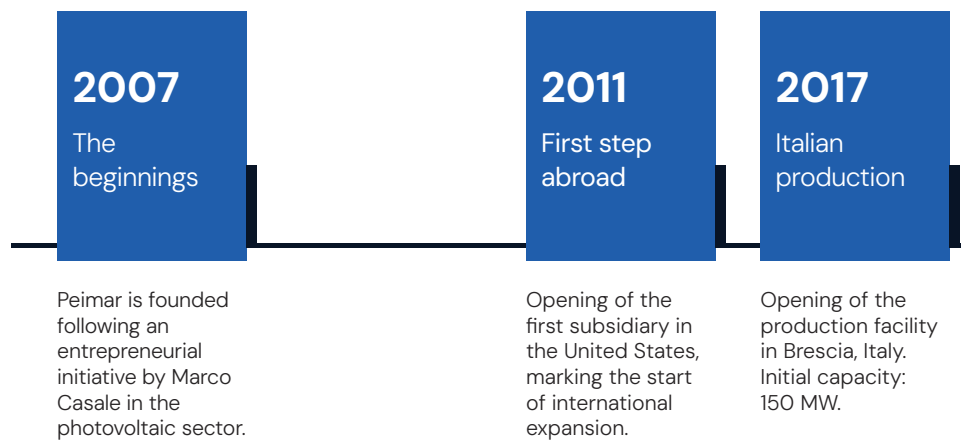 2007
The
beginnings
Peimar is founded
following an
entrepreneurial
initiative by Marco
Casale in the
photovoltaic sector.
2011
First step
abroad
Opening of the
first subsidiary in
the United States,
marking the start
of international
expansion.
2017
Italian
production
Opening of the
production facility
in Brescia, Italy.
Initial capacity:
150 MW.